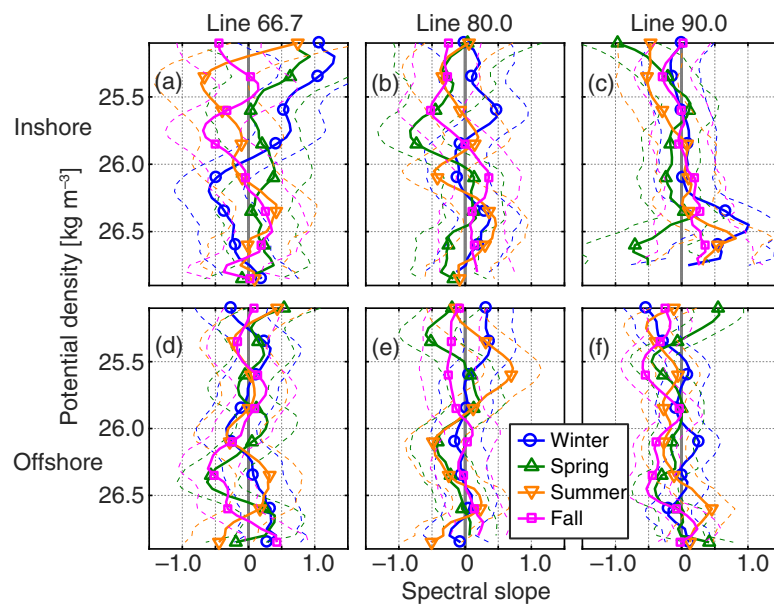 Line 66.7 Line 80.0 Line 90.0
(a) (b) (c)
25.5
Inshore
26.0
26.5
Potential density [kg m⁻³]
(d) (e) (f)
25.5
26.0
Offshore
26.5
Winter
Spring
Summer
Fall
−1.0 0 1.0 −1.0 0 1.0 −1.0 0 1.0
Spectral slope